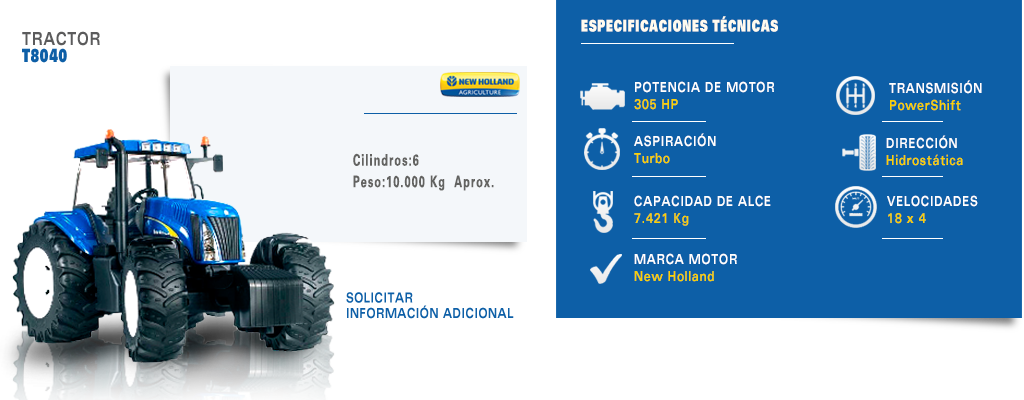 TRACTOR
T8040
NEW HOLLAND
AGRICULTURE
Cilindros:6
Peso:10.000 Kg Aprox.
SOLICITAR
INFORMACIÓN ADICIONAL
ESPECIFICACIONES TÉCNICAS
POTENCIA DE MOTOR
305 HP
ASPIRACIÓN
Turbo
CAPACIDAD DE ALCE
7.421 Kg
MARCA MOTOR
New Holland
TRANSMISIÓN
PowerShift
DIRECCIÓN
Hidrostática
VELOCIDADES
18 x 4